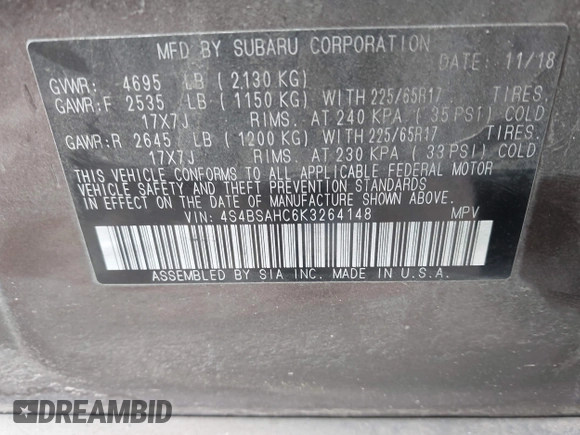 MFD BY SUBARU CORPORATION DATE: 11/18
GVWR: 4695 LB (2,130 KG)
GAWR:F 2535 LB (1150 KG) WITH 225/65R17 TIRES.
17X7J RIMS. AT 240 KPA (35 PSI) COLD
GAWR:R 2645 LB (1200 KG) WITH 225/65R17 TIRES.
17X7J RIMS. AT 230 KPA (33 PSI) COLD
THIS VEHICLE CONFORMS TO ALL APPLICABLE FEDERAL MOTOR
VEHICLE SAFETY AND THEFT PREVENTION STANDARDS
IN EFFECT ON THE DATE OF MANUFACTURE SHOWN ABOVE.
VIN: 4S4BSAHC6K3264148 MPV
ASSEMBLED BY SIA INC. MADE IN U.S.A.
DREAMBID